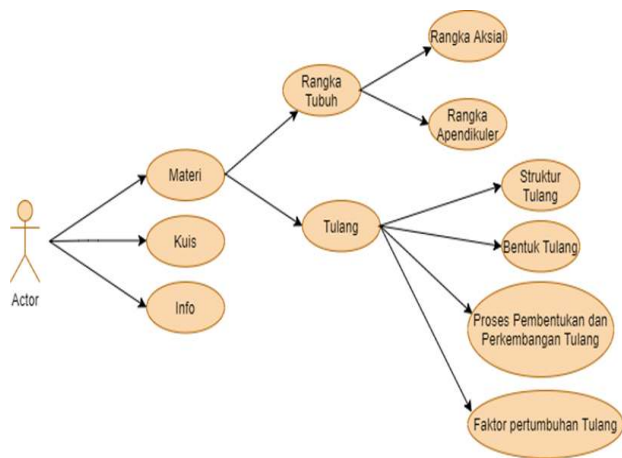 Rangka Aksial
Rangka
Tubuh
Rangka
Apendikuler
Materi
Struktur
Tulang
Tulang
Kuis
Bentuk Tulang
Actor
Info
Proses Pembentukan dan
Perkembangan Tulang
Faktor pertumbuhan Tulang